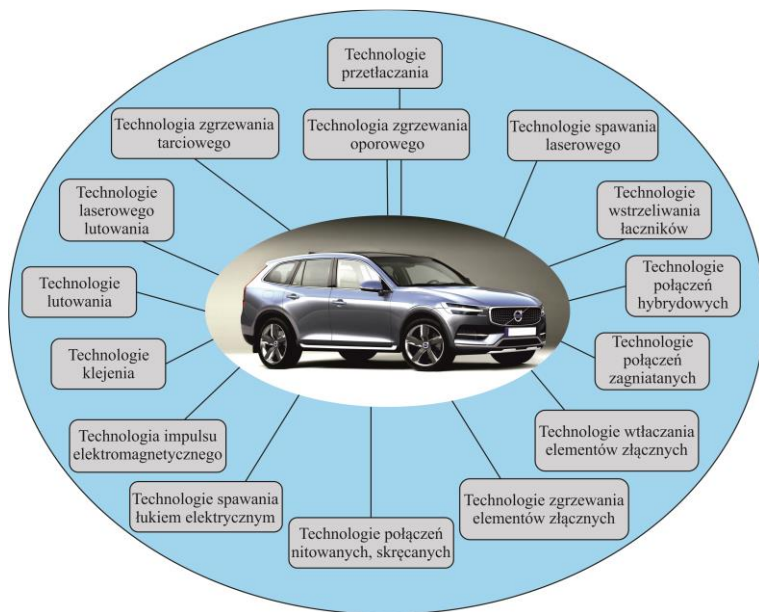 Technologie
przetłaczania
Technologia zgrzewania
tarciowego
Technologia zgrzewania
oporowego
Technologie spawania
laserowego
Technologie
laserowego
lutowania
Technologie
wstrzeliwania
łaczników
Technologie
lutowania
Technologie
połączeń
hybrydowych
Technologie
klejenia
Technologie
połączeń
zagniatanych
Technologia impulsu
elektromagnetycznego
Technologie wtłaczania
elementów złącznych
Technologie spawania
łukiem elektrycznym
Technologie połączeń
nitowanych, skręcanych
Technologie zgrzewania
elementów złącznych